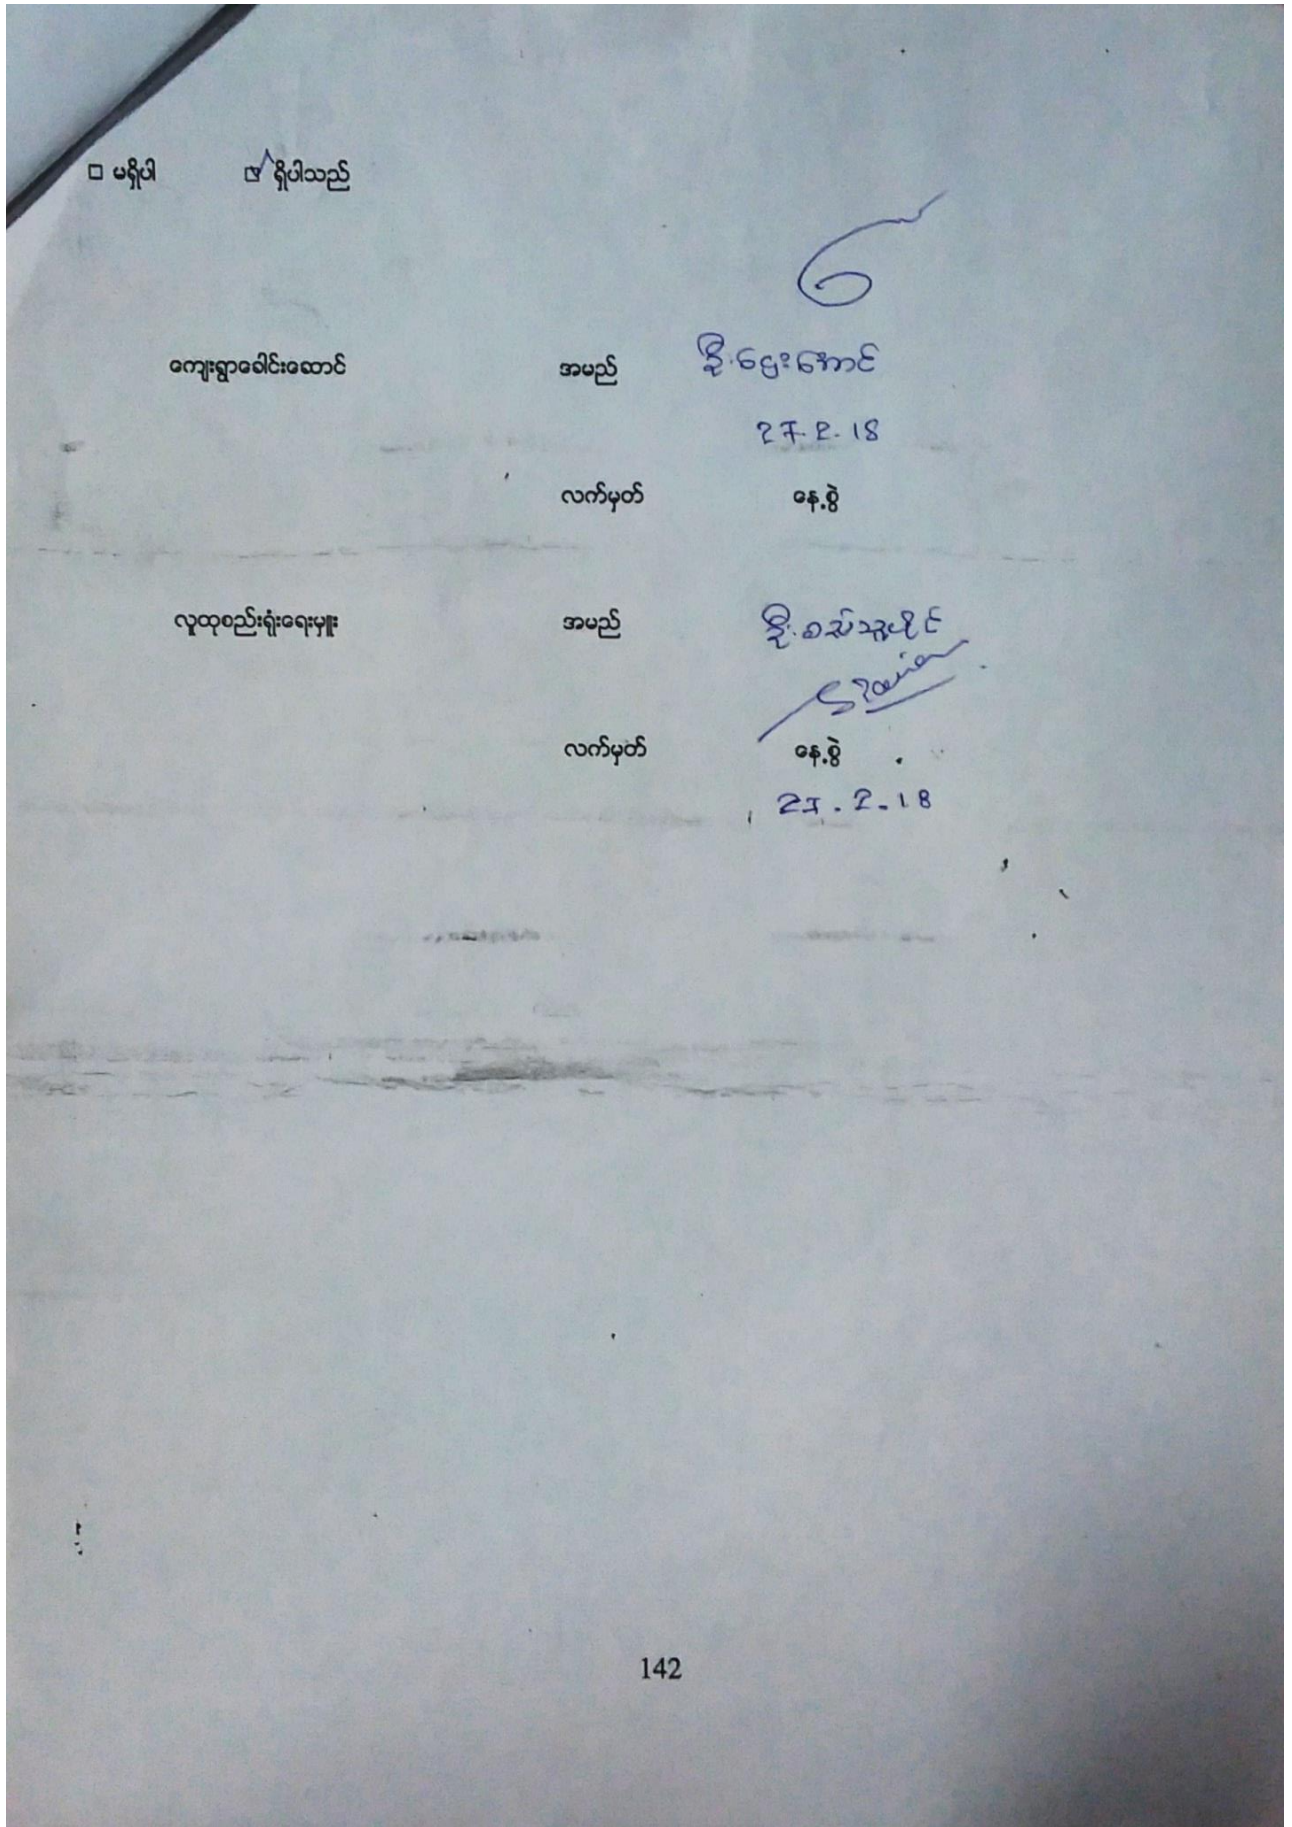 □ မရှိပါ ☑ ရှိပါသည်
ကျေးရွာခေါင်းဆောင် အမည် ဦးဌေးအောင်
27.2.18
လက်မှတ် နေ့စွဲ
လူထုစည်းရုံးရေးမှူး အမည် ဦး
လက်မှတ် နေ့စွဲ
27.2.18
142